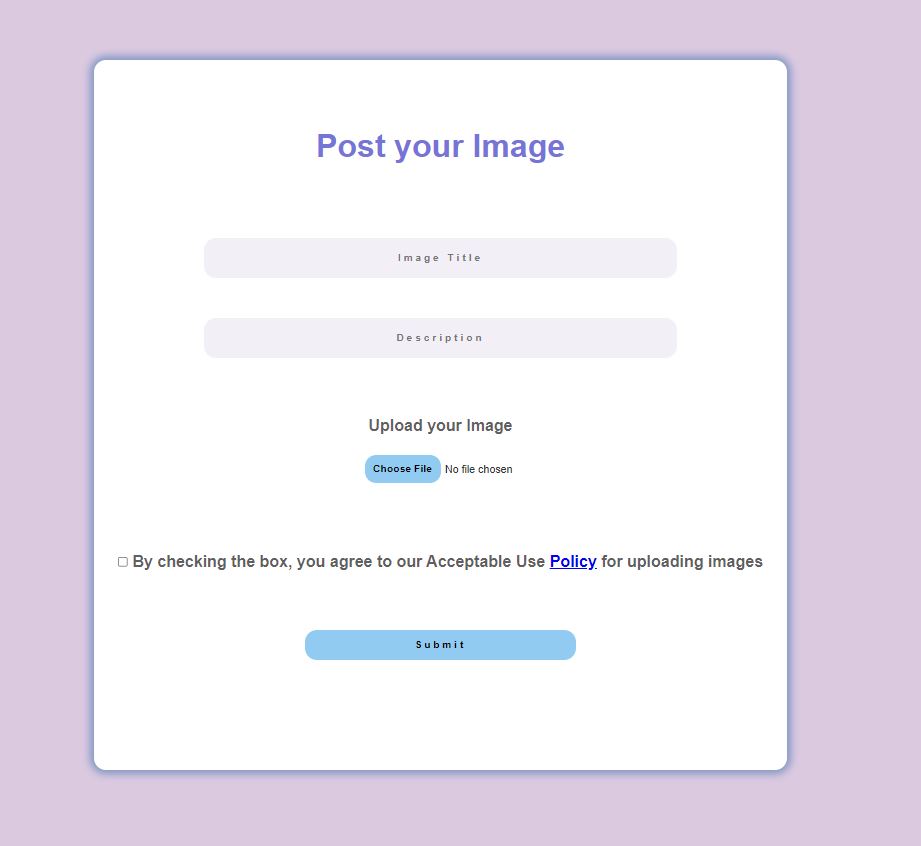 Post your Image
Image Title
Description
Upload your Image
Choose File No file chosen
By checking the box, you agree to our Acceptable Use Policy for uploading images
Submit